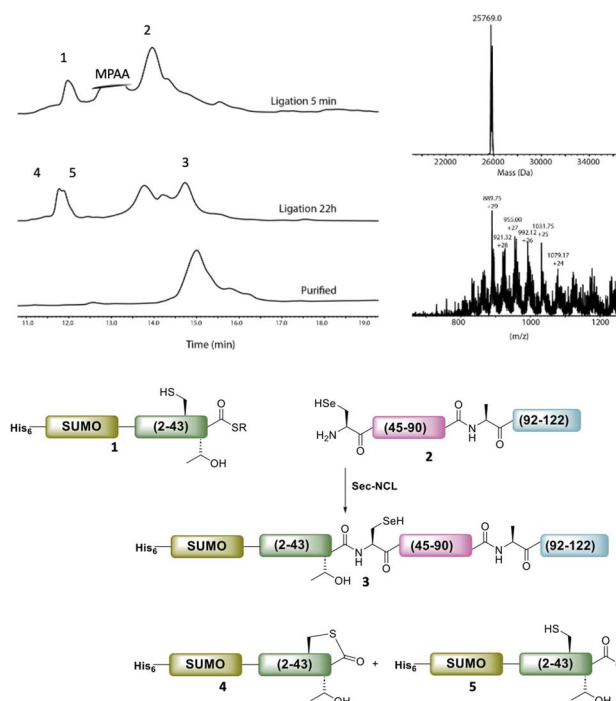 1
MPAA
2
Ligation 5 min
4
5
3
Ligation 22h
Purified
11.0 12.0 13.0 14.0 15.0 16.0 17.0 18.0 19.0
Time (min)
25769.0
22000 26000 30000 34000
Mass (Da)
889.75
+29
921.32
+28
955.00
+27
992.12
+26
1031.75
+25
1079.17
+24
800 1000 1200
(m/z)
HS
O
His6 SUMO (2-43) SR
1
OH
HSe
H2N
O
(45-90)
O
N
H
O
(92-122)
2
Sec-NCL
His6 SUMO (2-43)
O
N
H
SeH
O
(45-90)
O
N
H
O
(92-122)
OH
3
S
O
His6 SUMO (2-43)
4
OH
+
HS
His6 SUMO (2-43)
5
OH